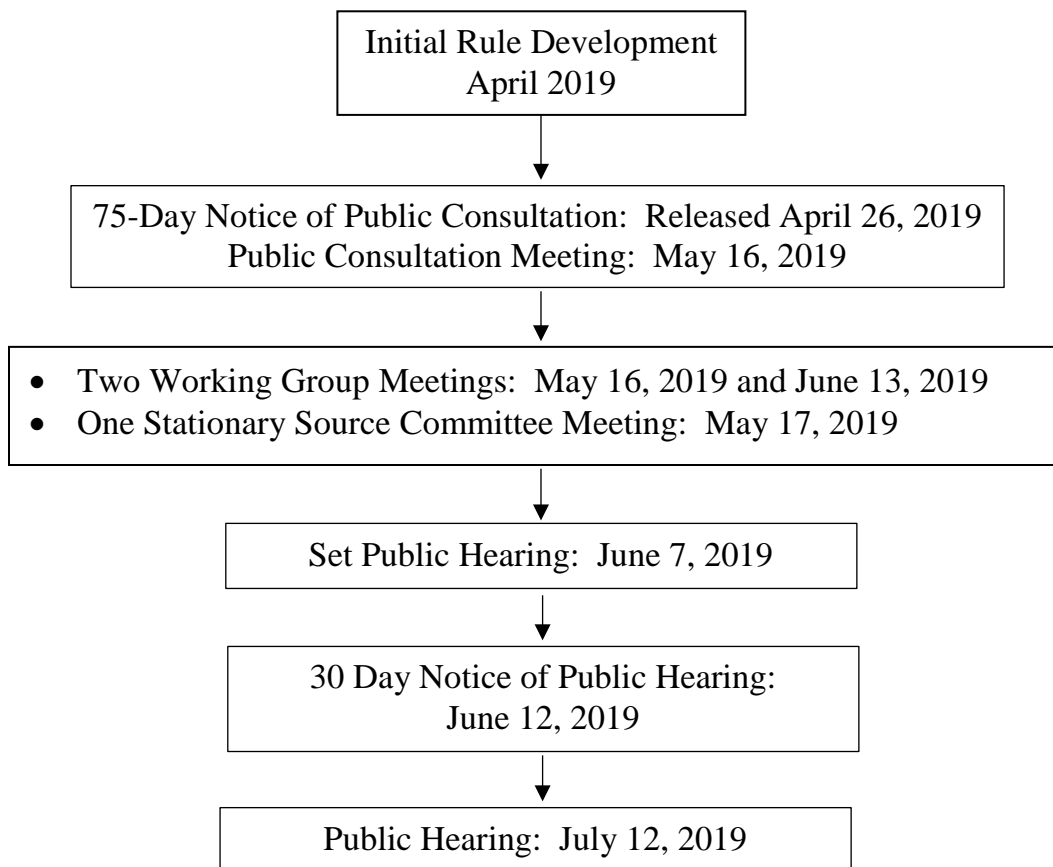 Initial Rule Development
April 2019
75-Day Notice of Public Consultation:  Released April 26, 2019
Public Consultation Meeting:  May 16, 2019
• Two Working Group Meetings:  May 16, 2019 and June 13, 2019
• One Stationary Source Committee Meeting:  May 17, 2019
Set Public Hearing:  June 7, 2019
30 Day Notice of Public Hearing:
June 12, 2019
Public Hearing:  July 12, 2019